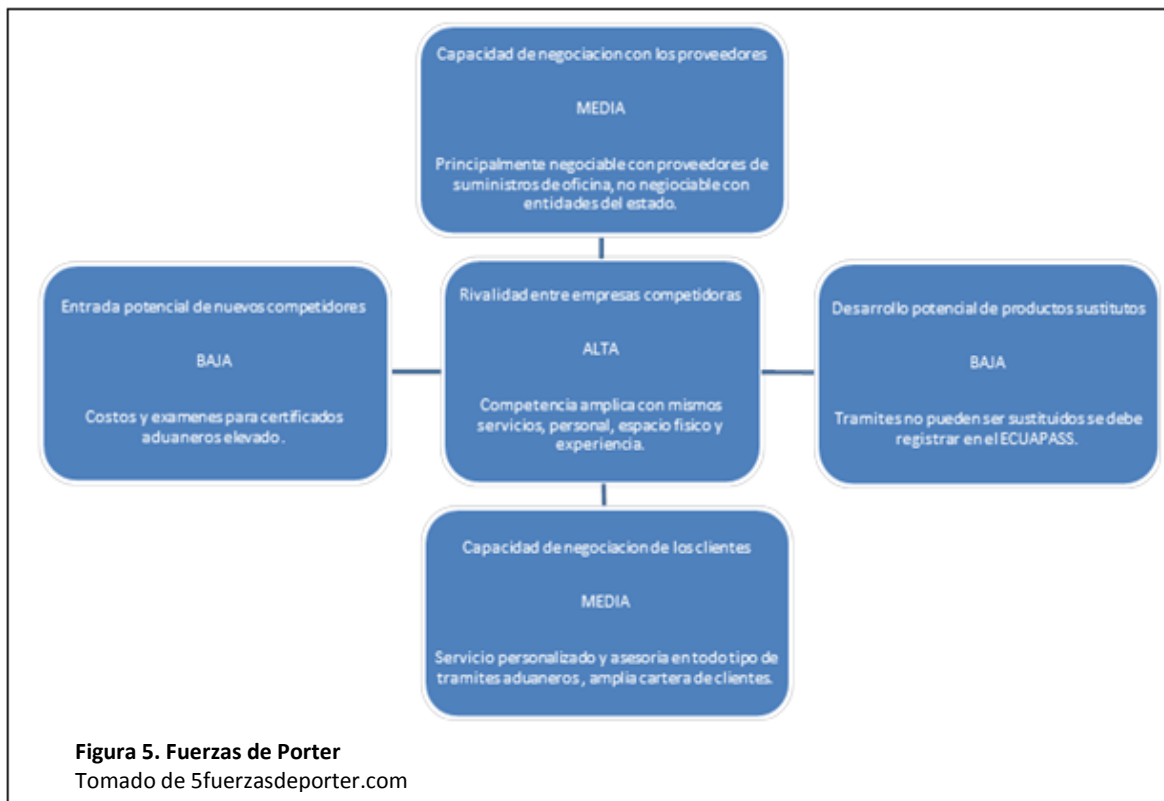 Capacidad de negociacion con los proveedores
MEDIA
Principalmente negociable con proveedores de
suministros de oficina, no negiociable con
entidades del estado.
Entrada potencial de nuevos competidores
BAJA
Costos y examenes para certificados
aduaneros elevado.
Rivalidad entre empresas competidoras
ALTA
Competencia amplica con mismos
servicios, personal, espacio fisico y
experiencia.
Desarrollo potencial de productos sustitutos
BAJA
Tramites no pueden ser sustituidos se debe
registrar en el ECUAPASS.
Capacidad de negociacion de los clientes
MEDIA
Servicio personalizado y asesoria en todo tipo de
tramites aduaneros , amplia cartera de clientes.
Figura 5. Fuerzas de Porter
Tomado de 5fuerzasdeporter.com